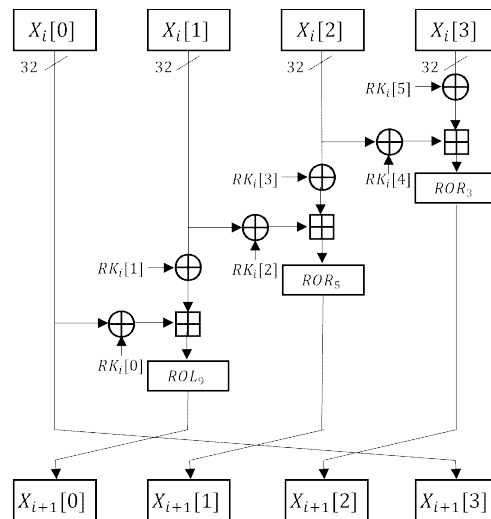 X_i[0] X_i[1] X_i[2] X_i[3]
32 32 32 32
RK_i[5]
RK_i[3] RK_i[4] ROR_3
RK_i[1] RK_i[2] ROR_5
RK_i[0] ROL_9
X_{i+1}[0] X_{i+1}[1] X_{i+1}[2] X_{i+1}[3]